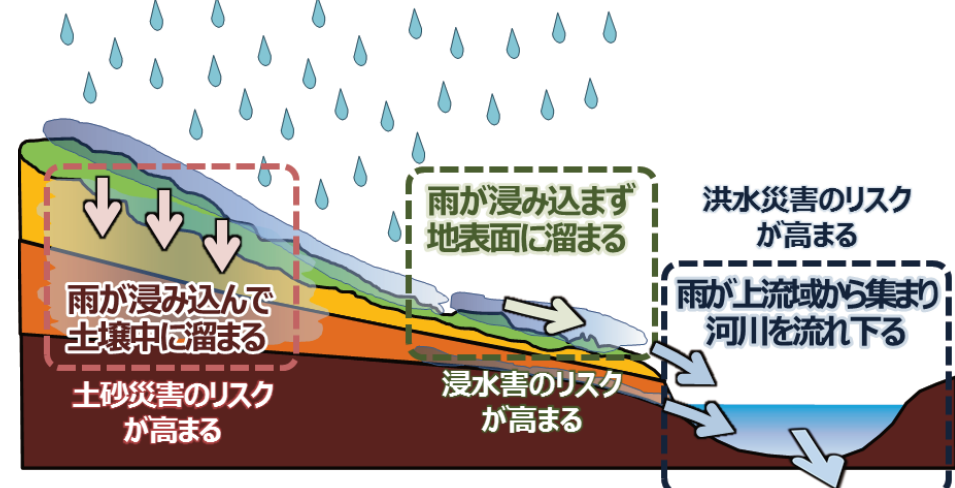 雨が浸み込んで
土壌中に溜まる
土砂災害のリスク
が高まる
雨が浸み込まず
地表面に溜まる
浸水害のリスク
が高まる
洪水災害のリスク
が高まる
雨が上流域から集まり
河川を流れ下る